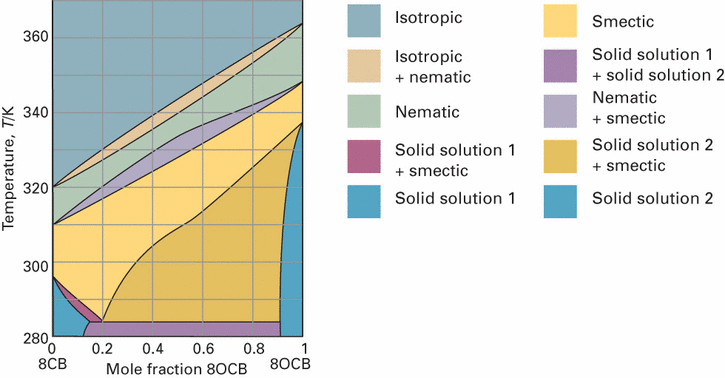 360
340
320
300
280
Temperature, T/K
0
0.2
0.4
0.6
0.8
1
8CB
Mole fraction 8OCB
8OCB
Isotropic
Isotropic
+ nematic
Nematic
Solid solution 1
+ smectic
Solid solution 1
Smectic
Solid solution 1
+ solid solution 2
Nematic
+ smectic
Solid solution 2
+ smectic
Solid solution 2